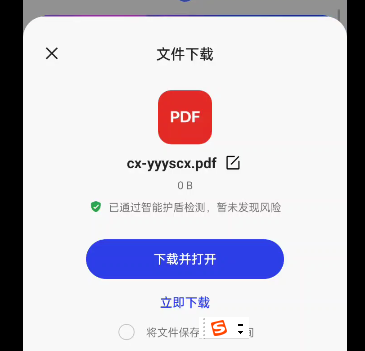 文件下载
PDF
cx-yyyscx.pdf
0 B
已通过智能护盾检测，暂未发现风险
下载并打开
立即下载
将文件保存
间